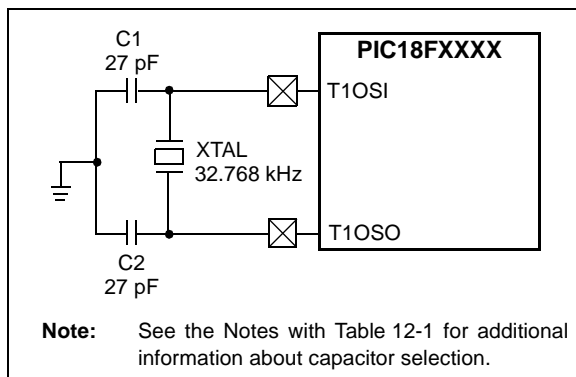 C1
27 pF
PIC18FXXXX
T1OSI
XTAL
32.768 kHz
T1OSO
C2
27 pF
Note: See the Notes with Table 12-1 for additional
information about capacitor selection.